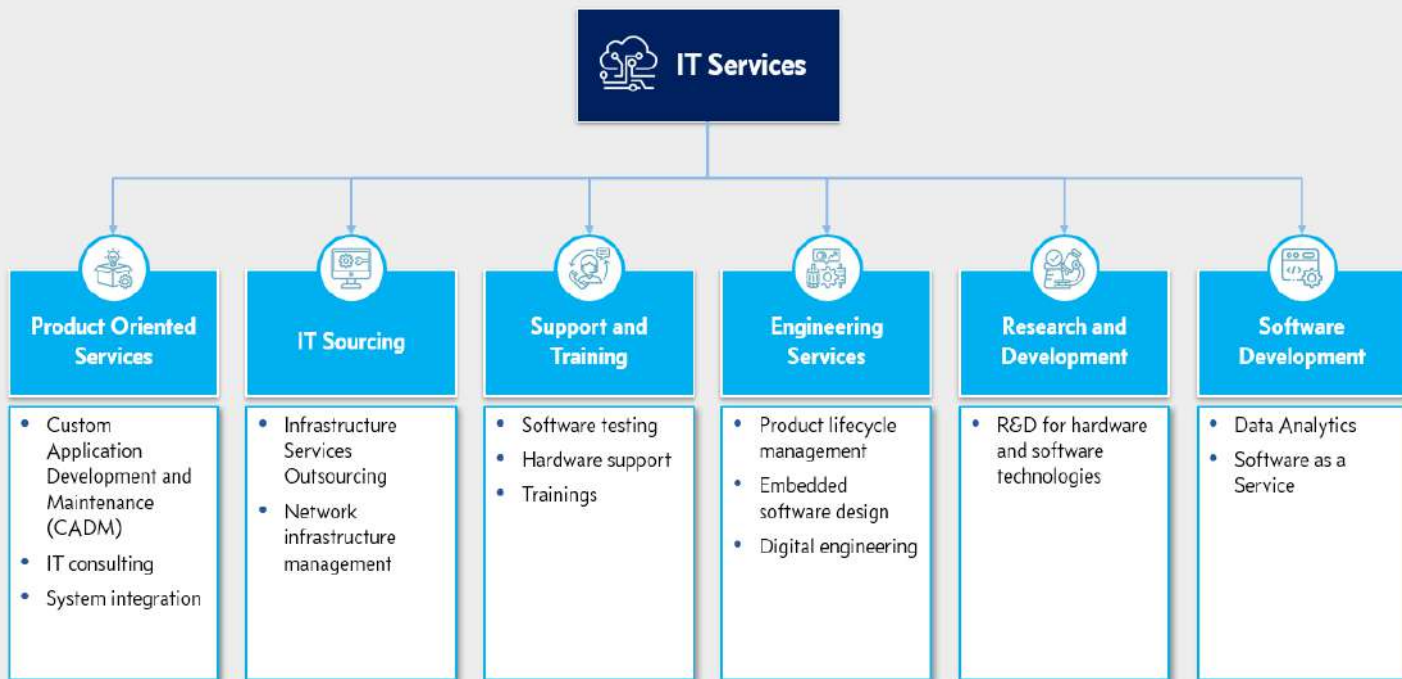 IT Services
Product Oriented
Services
• Custom
Application
Development and
Maintenance
(CADM)
• IT consulting
• System integration
IT Sourcing
• Infrastructure
Services
Outsourcing
• Network
infrastructure
management
Support and
Training
• Software testing
• Hardware support
• Trainings
Engineering
Services
• Product lifecycle
management
• Embedded
software design
• Digital engineering
Research and
Development
• R&D for hardware
and software
technologies
Software
Development
• Data Analytics
• Software as a
Service